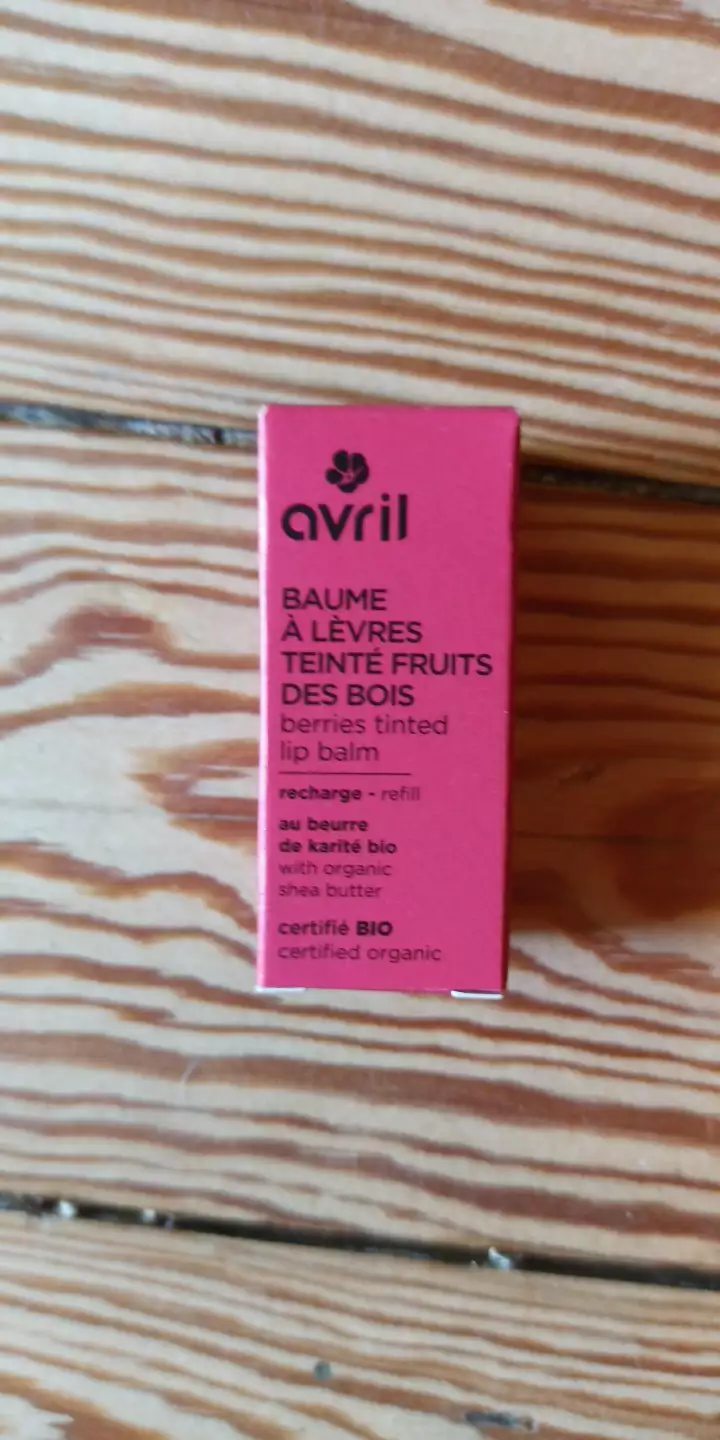 avril
BAUME
À LÈVRES
TEINTÉ FRUITS
DES BOIS
berries tinted
lip balm
recharge - refill
au beurre
de karité bio
with organic
shea butter
certifié BIO
certified organic